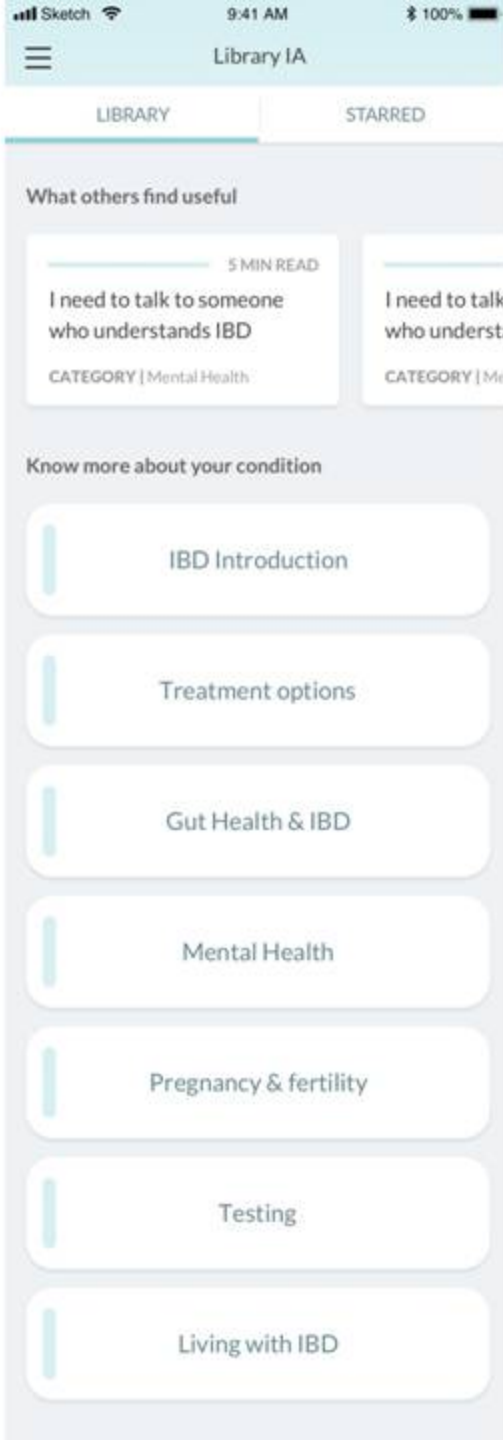 Sketch 9:41 AM 100%
Library IA
LIBRARY STARRED
What others find useful
5 MIN READ
I need to talk to someone
who understands IBD
CATEGORY | Mental Health
I need to talk
who underst
CATEGORY | Me
Know more about your condition
IBD Introduction
Treatment options
Gut Health & IBD
Mental Health
Pregnancy & fertility
Testing
Living with IBD